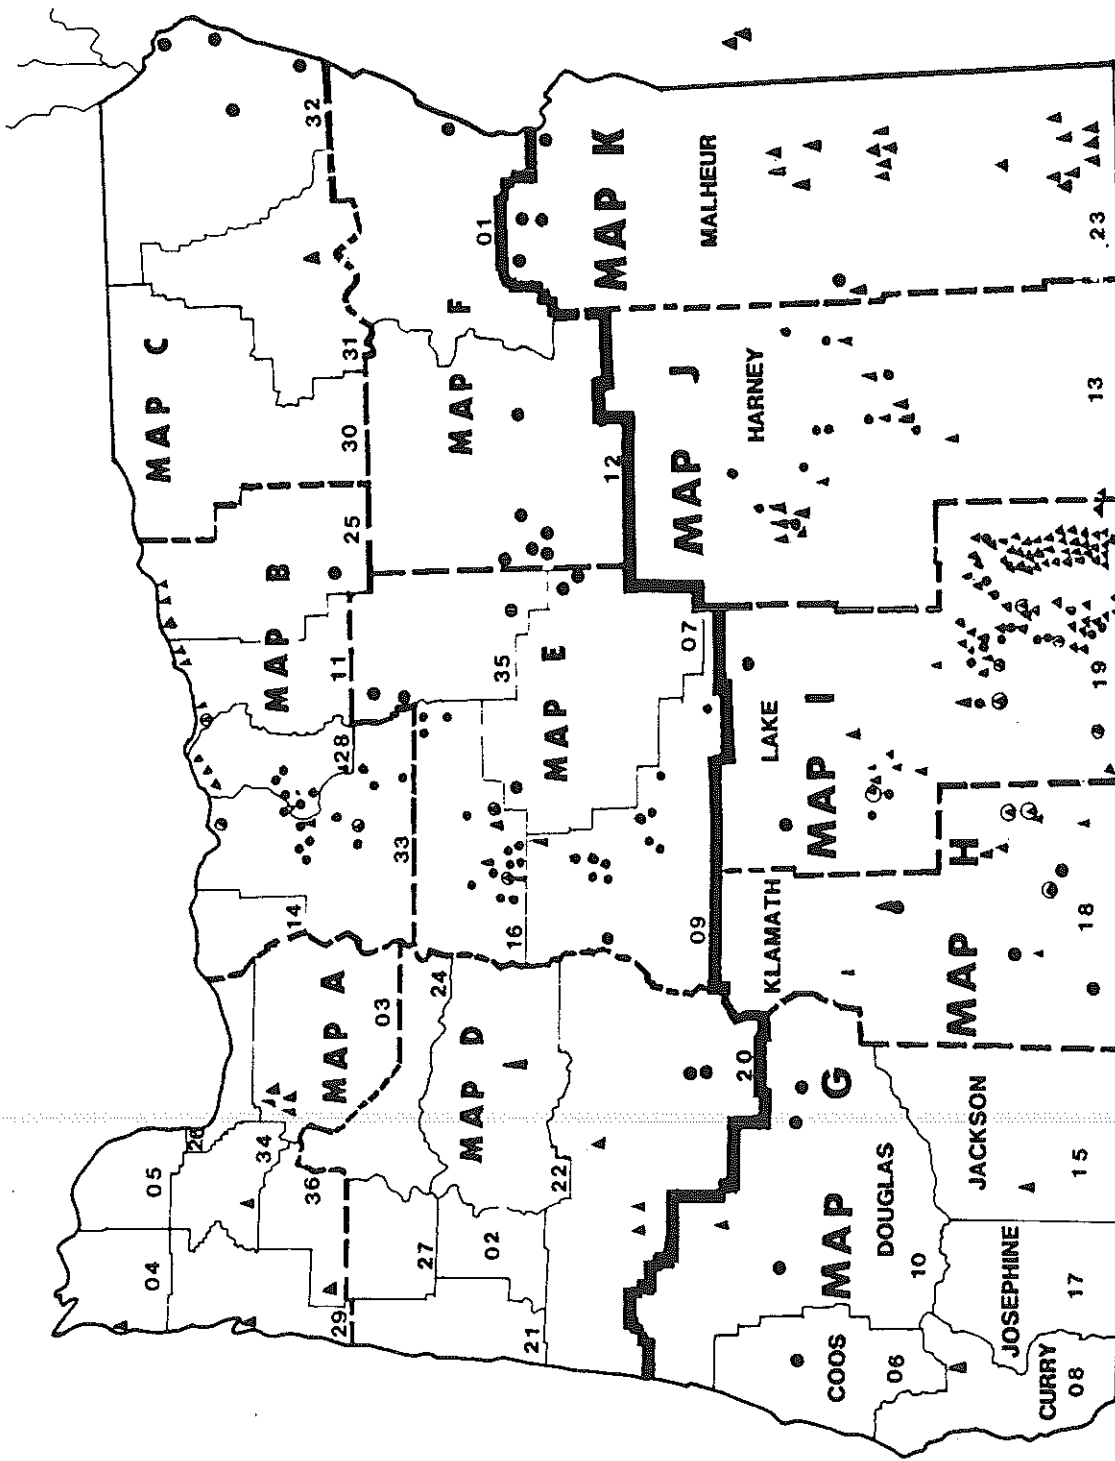 MAP A
MAP B
MAP C
MAP D
MAP E
MAP F
MAP G
MAP H
MAP I
MAP J
MAP K
COOS
CURRY
JOSEPHINE
DOUGLAS
JACKSON
KLAMATH
LAKE
HARNEY
MALHEUR
04
05
26
34
36
29
27
02
21
22
03
24
14
28
11
33
16
35
09
07
25
30
31
32
01
12
20
10
06
08
17
15
18
19
13
23